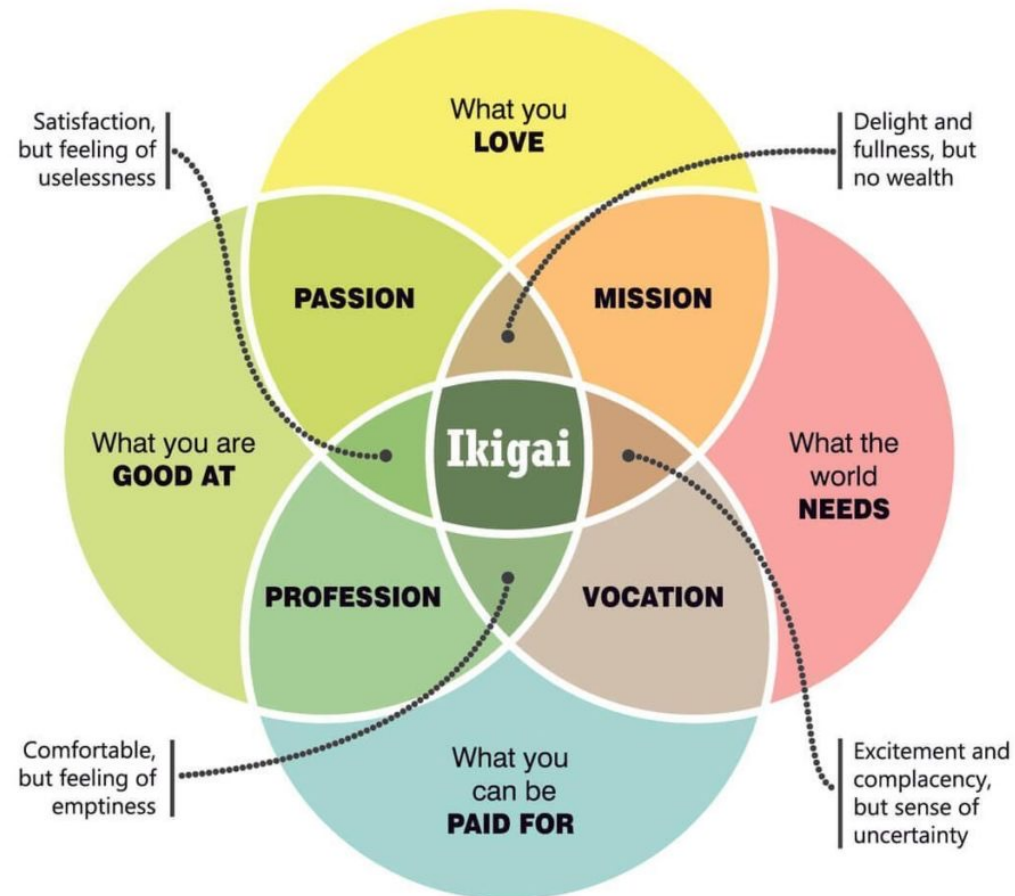 What you
LOVE
Satisfaction,
but feeling of
uselessness
Delight and
fullness, but
no wealth
PASSION
MISSION
What you are
GOOD AT
Ikigai
What the
world
NEEDS
PROFESSION
VOCATION
Comfortable,
but feeling of
emptiness
What you
can be
PAID FOR
Excitement and
complacency,
but sense of
uncertainty